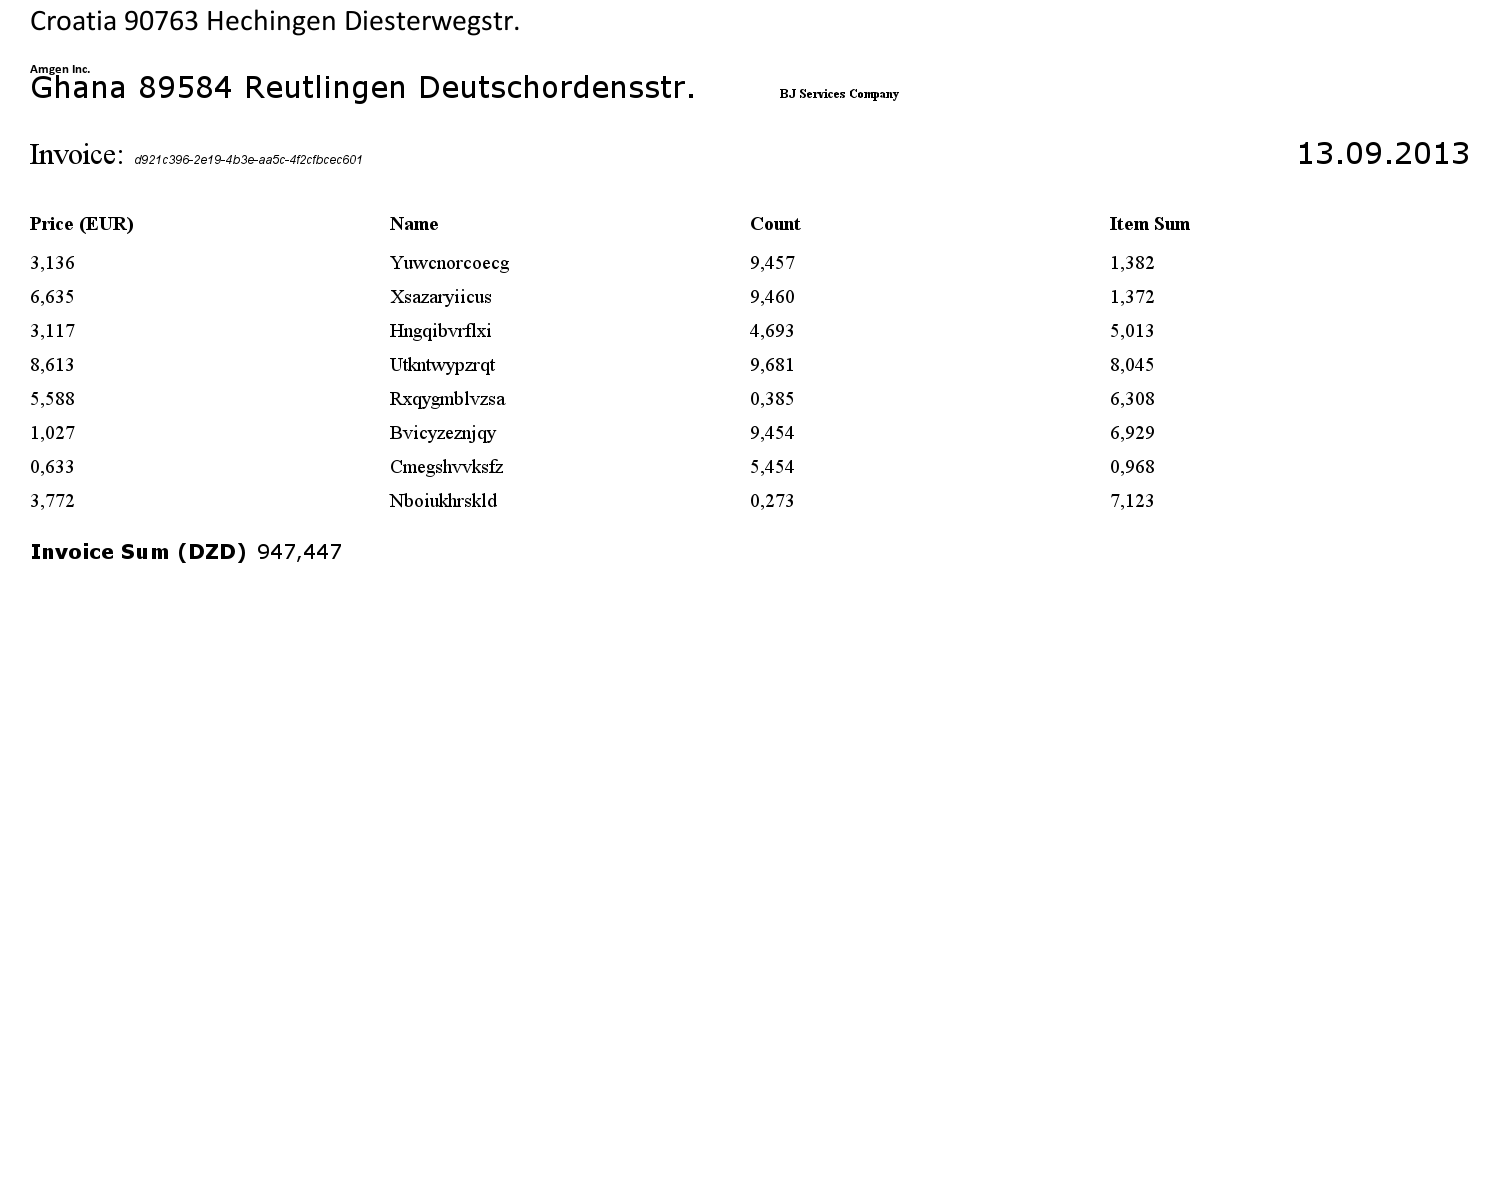 Croatia 90763 Hechingen Diesterwegstr.
Amgen Inc.
Ghana 89584 Reutlingen Deutschordensstr. BJ Services Company
Invoice: d921c396-2e19-4b3e-aa5c-4f2cfbcec601 13.09.2013
Price (EUR) Name Count Item Sum
3,136 Yuwcnorcoecg 9,457 1,382
6,635 Xsazaryiicus 9,460 1,372
3,117 Hngqibvrflxi 4,693 5,013
8,613 Utkntwypzrqt 9,681 8,045
5,588 Rxqygmblvzsa 0,385 6,308
1,027 Bvicyzeznjqy 9,454 6,929
0,633 Cmegshvvksfz 5,454 0,968
3,772 Nboiukhrskld 0,273 7,123
Invoice Sum (DZD) 947,447